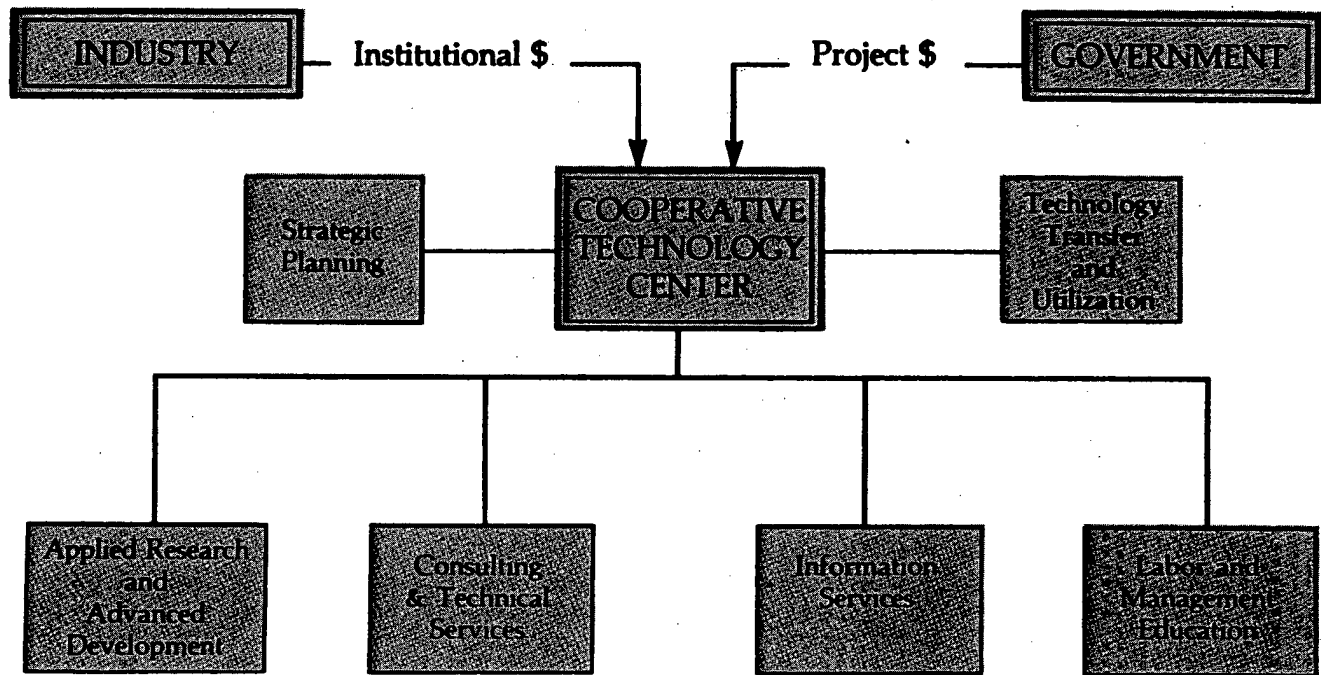 INDUSTRY
Institutional $
Project $
GOVERNMENT
Strategic
Planning
COOPERATIVE
TECHNOLOGY
CENTER
Technology
Transfer
and
Utilization
Applied Research
and
Advanced
Development
Consulting
& Technical
Services
Information
Services
Labor and
Management
Education